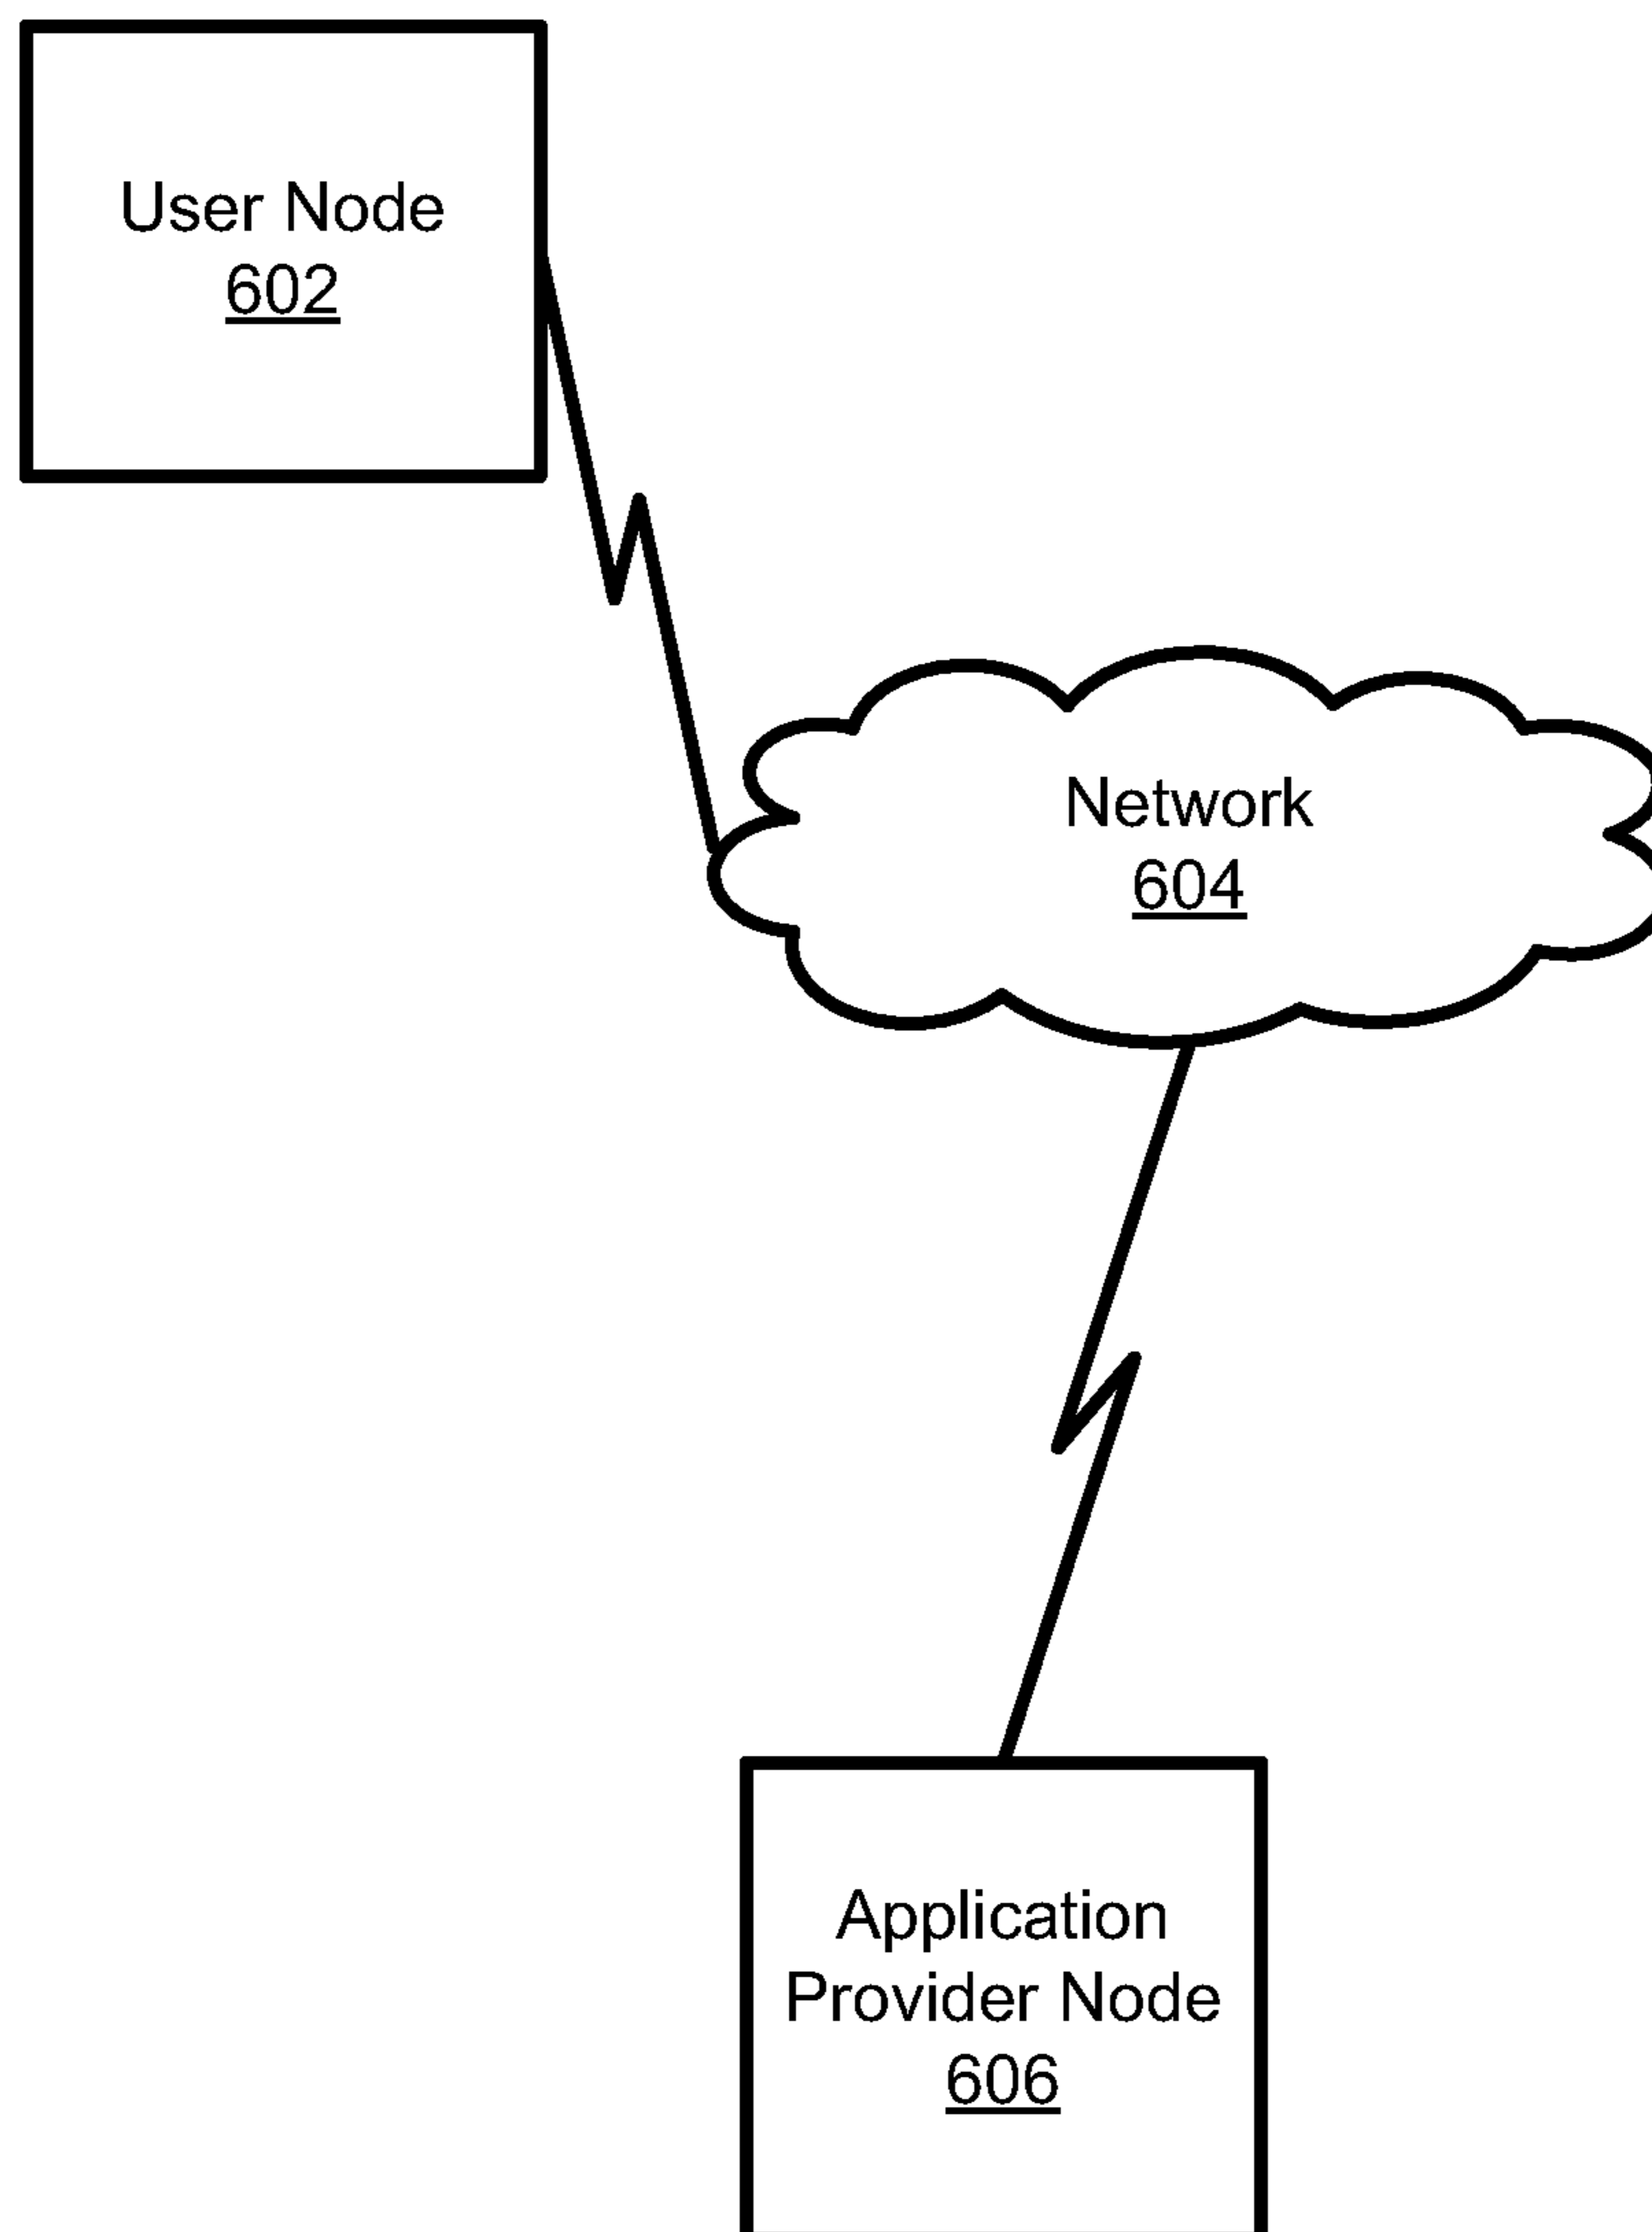 User Node
602
Network
604
Application
Provider Node
606